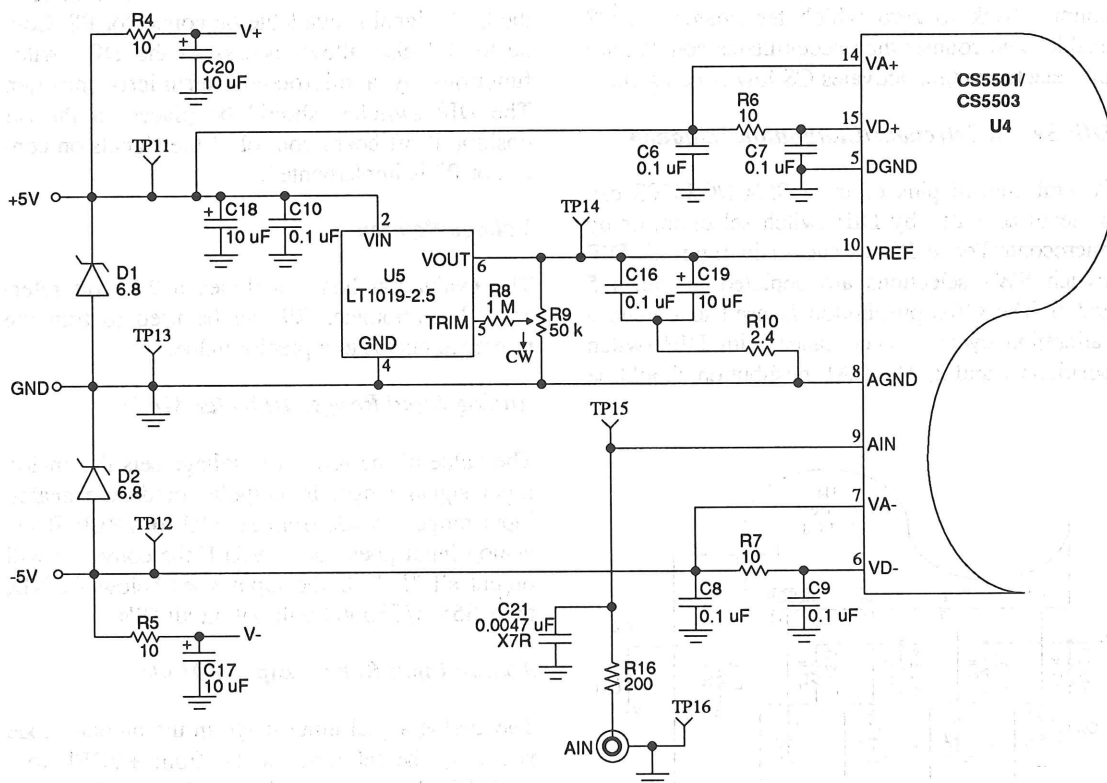 R4
10
V+
C20
10 uF
+
14
VA+
CS5501/
CS5503
U4
R6
10
15
VD+
C6
0.1 uF
C7
0.1 uF
5
DGND
TP11
+5V
+
C18
10 uF
C10
0.1 uF
2
VIN
TP14
10
VREF
VOUT
6
U5
LT1019-2.5
D1
6.8
C16
0.1 uF
+
C19
10 uF
R8
1 M
TRIM
5
R9
50 k
CW
R10
2.4
TP13
GND
4
GND
8
AGND
TP15
9
AIN
D2
6.8
7
VA-
TP12
R7
10
-5V
6
VD-
C8
0.1 uF
C9
0.1 uF
C21
0.0047 uF
X7R
R5
10
V-
+
C17
10 uF
R16
200
TP16
AIN